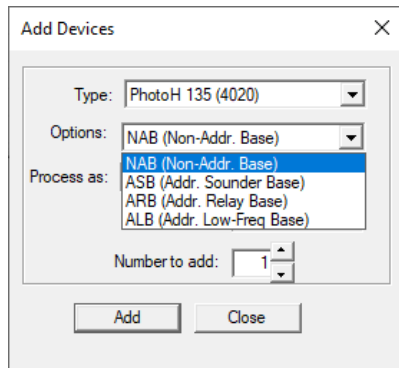 Add Devices
Type: PhotoH 135 (4020)
Options: NAB (Non-Addr. Base)
NAB (Non-Addr. Base)
Process as: ASB (Addr. Sounder Base)
ARB (Addr. Relay Base)
ALB (Addr. Low-Freq Base)
Number to add: 1
Add Close